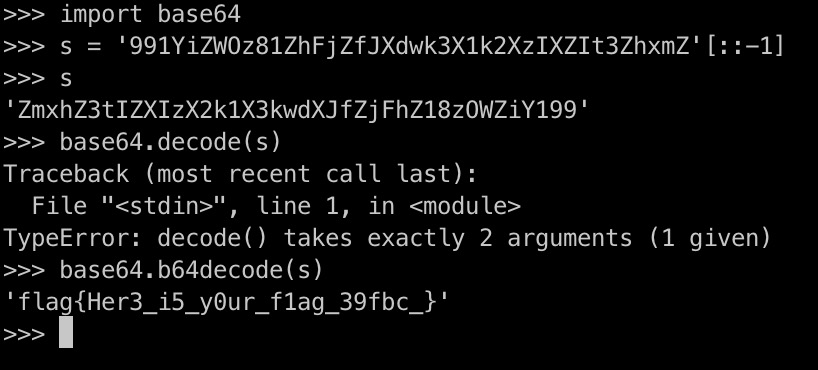 >>> import base64
>>> s = '991YiZWOz81ZhFjZfJXdwk3X1k2XzIXZIt3ZhxmZ'[::-1]
>>> s
'ZmxhZ3tIZXIzX2k1X3kwdXJfZjFhZ18zOWZiY199'
>>> base64.decode(s)
Traceback (most recent call last):
  File "<stdin>", line 1, in <module>
TypeError: decode() takes exactly 2 arguments (1 given)
>>> base64.b64decode(s)
'flag{Her3_i5_y0ur_f1ag_39fbc_}'
>>>